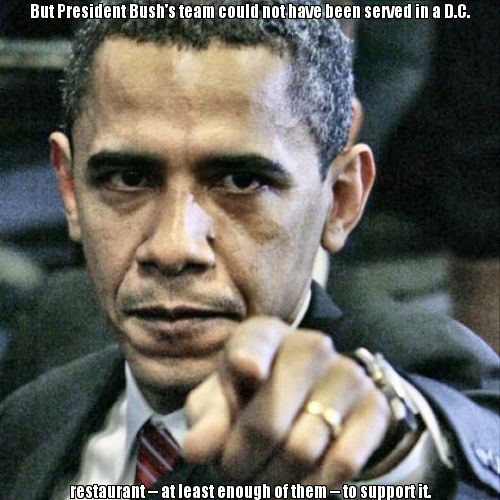 But President Bush's team could not have been served in a D.C.
restaurant – at least enough of them – to support it.